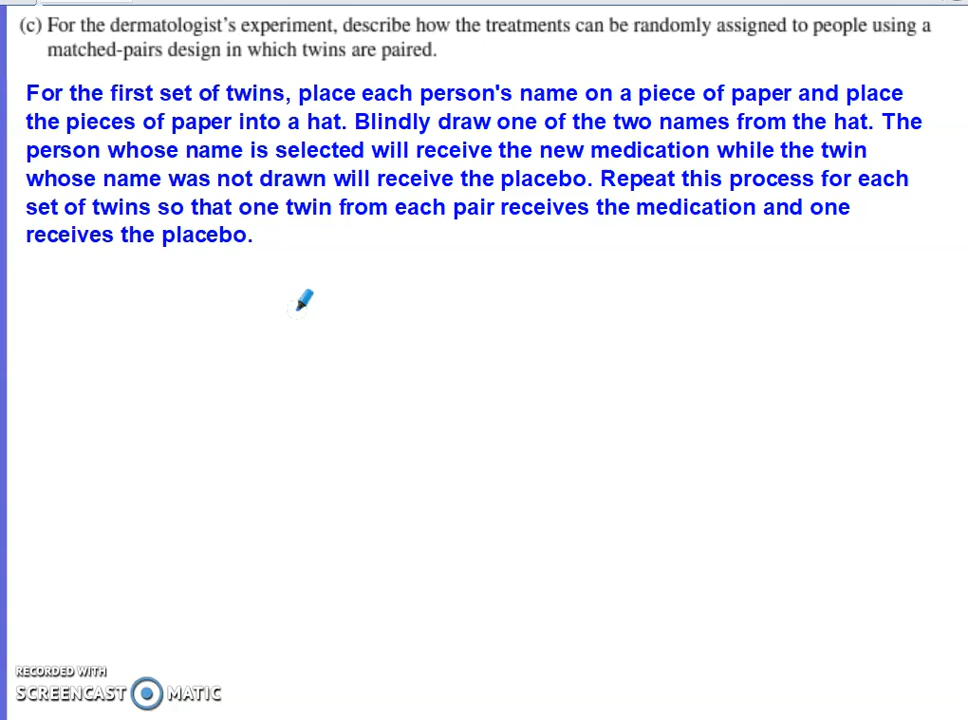 (c) For the dermatologist's experiment, describe how the treatments can be randomly assigned to people using a
matched-pairs design in which twins are paired.
For the first set of twins, place each person's name on a piece of paper and place
the pieces of paper into a hat. Blindly draw one of the two names from the hat. The
person whose name is selected will receive the new medication while the twin
whose name was not drawn will receive the placebo. Repeat this process for each
set of twins so that one twin from each pair receives the medication and one
receives the placebo.
RECORDED WITH
SCREENCAST MATIC